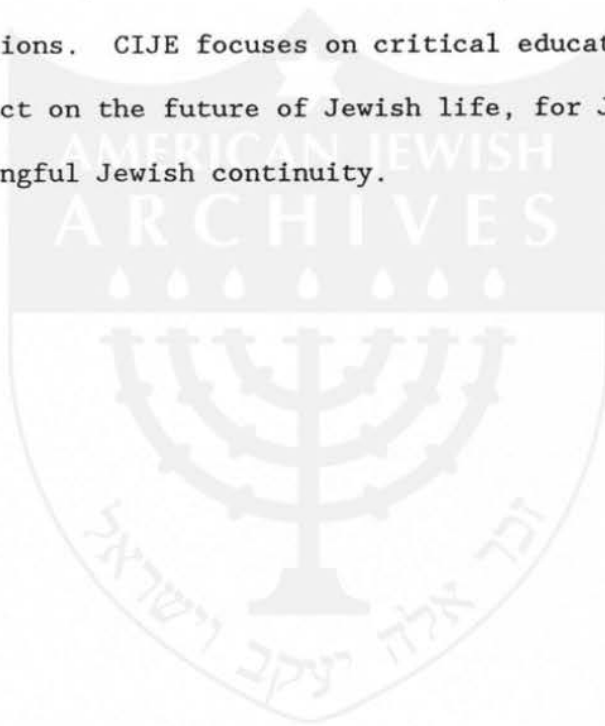 ions. CIJE focuses on critical educat
ct on the future of Jewish life, for J
ngful Jewish continuity.
AMERICAN JEWISH
ARCHIVES
זכר אלה יעקב וישראל